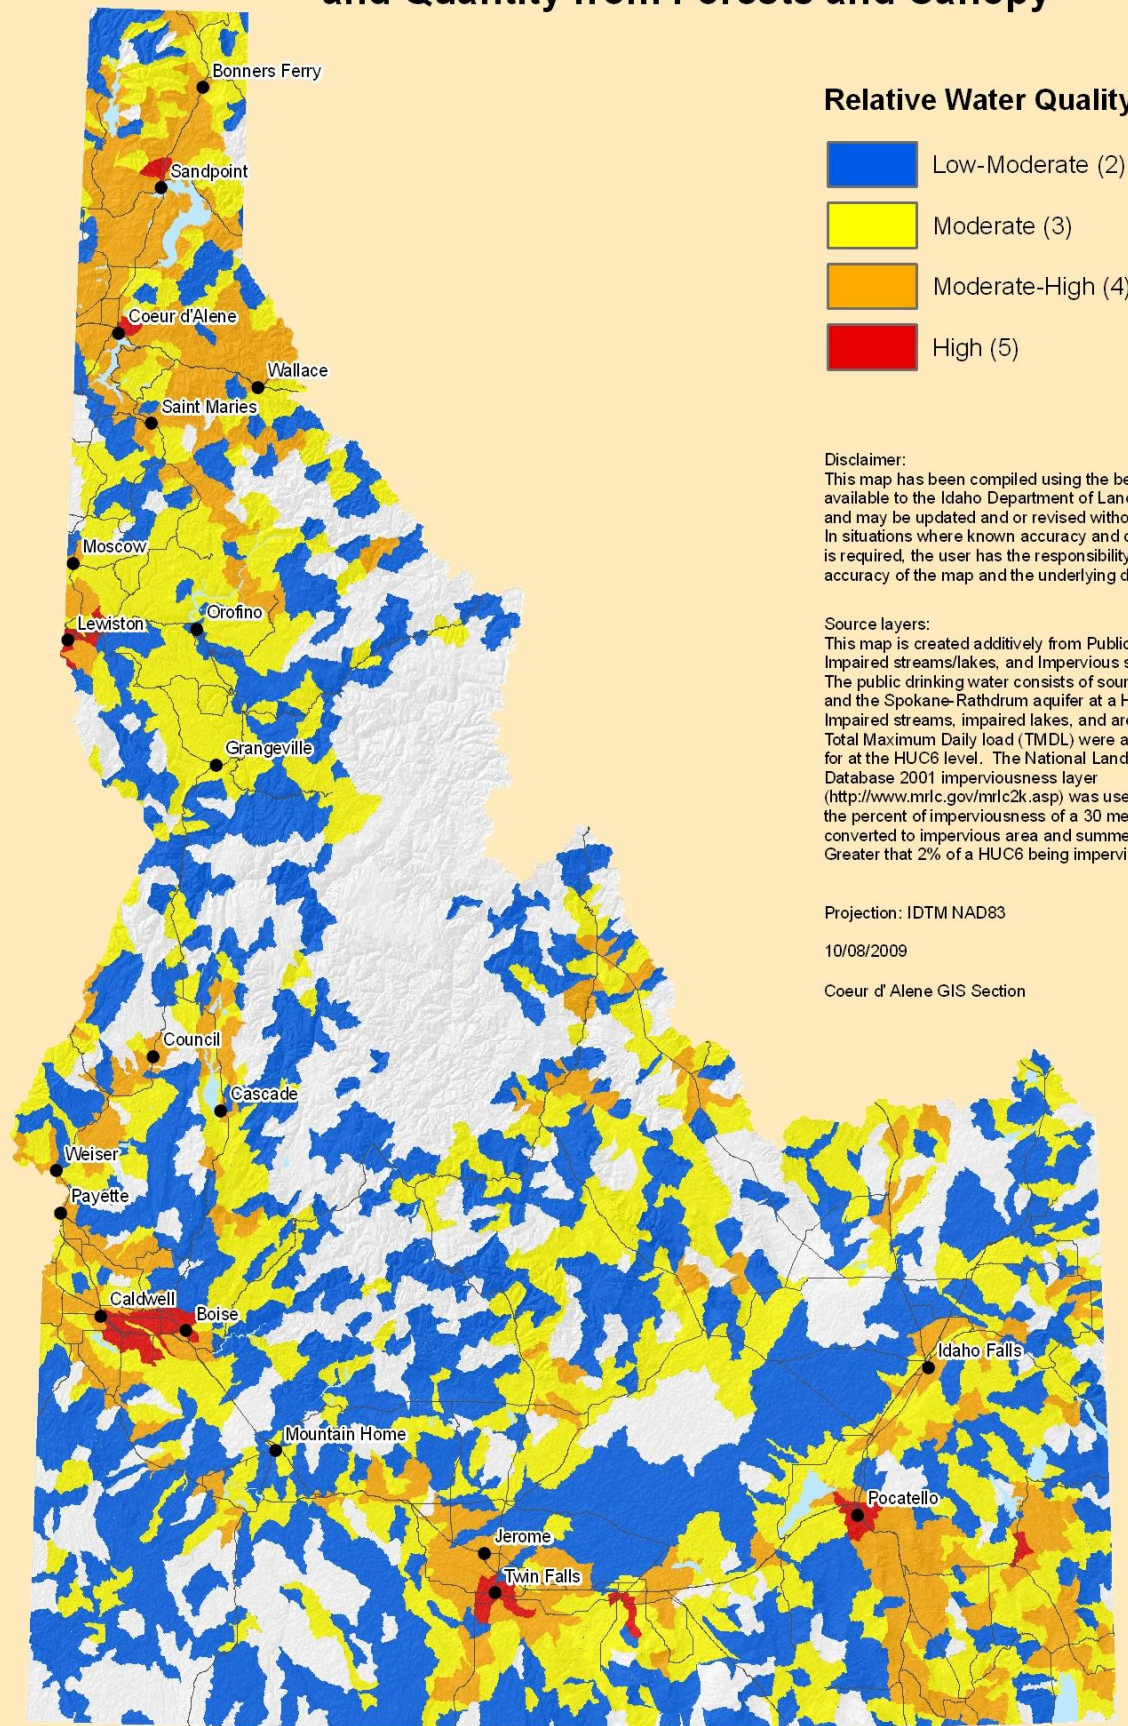 and Quantity from Forests and Canopy
Relative Water Quality
Low-Moderate (2)
Moderate (3)
Moderate-High (4)
High (5)
Disclaimer:
This map has been compiled using the be
available to the Idaho Department of Lan
and may be updated and or revised witho
In situations where known accuracy and
is required, the user has the responsibility
accuracy of the map and the underlying d
Source layers:
This map is created additively from Public
Impaired streams/lakes, and Impervious s
The public drinking water consists of sour
and the Spokane-Rathdrum aquifer at a H
Impaired streams, impaired lakes, and are
Total Maximum Daily load (TMDL) were a
for at the HUC6 level. The National Land
Database 2001 imperviousness layer
(http://www.mrlc.gov/mrlc2k.asp) was use
the percent of imperviousness of a 30 me
converted to impervious area and summe
Greater that 2% of a HUC6 being impervi
Projection: IDTM NAD83
10/08/2009
Coeur d' Alene GIS Section
Bonners Ferry
Sandpoint
Coeur d'Alene
Wallace
Saint Maries
Moscow
Orofino
Lewiston
Grangeville
Council
Cascade
Weiser
Payette
Caldwell
Boise
Idaho Falls
Mountain Home
Pocatello
Jerome
Twin Falls